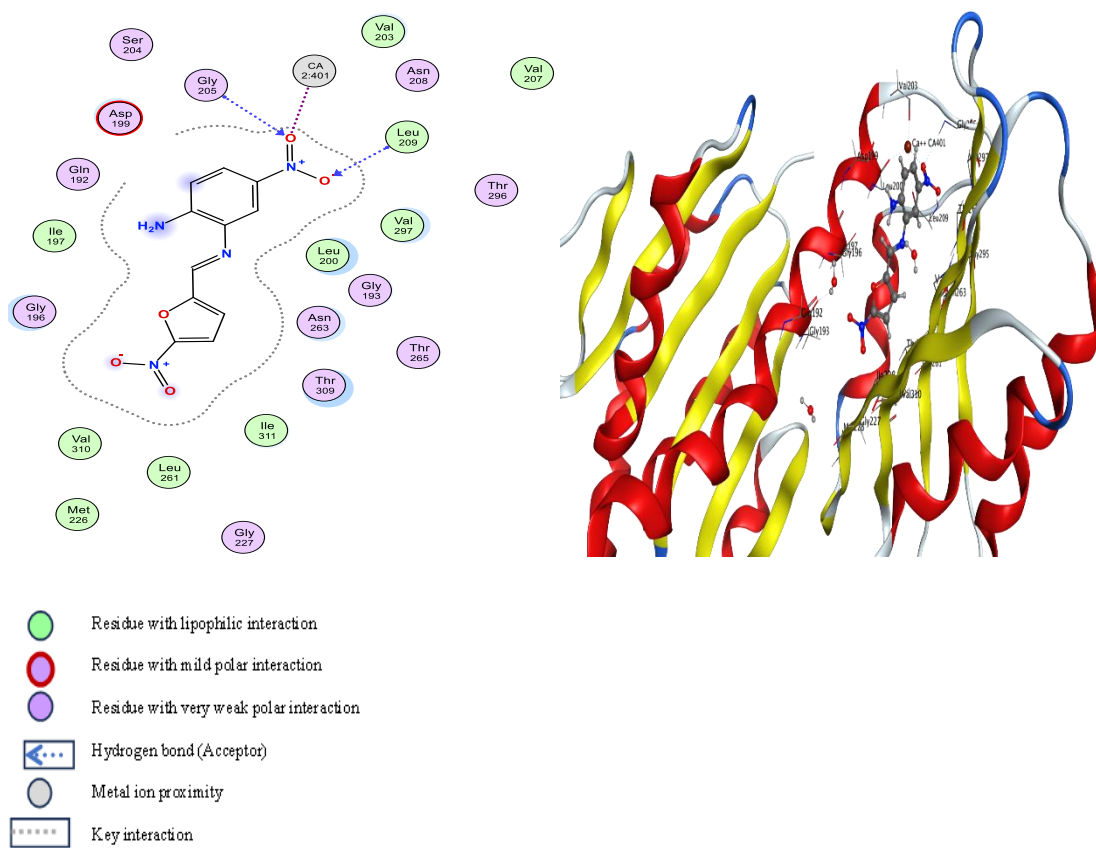 Ser
204
Gly
205
CA
2:401
Val
203
Asn
208
Val
207
Asp
199
Leu
209
O
N
+
O
-
Gln
192
Thr
296
H₂N
Ile
197
Val
297
Leu
200
N
Gly
193
Gly
196
O
Asn
263
Thr
265
O
-
N
+
O
Thr
309
Ile
311
Val
310
Leu
261
Met
226
Gly
227
Val203
Ca++ CA401
Leu209
Gly196
Gly193
Val310
Gly227
Residue with lipophilic interaction
Residue with mild polar interaction
Residue with very weak polar interaction
Hydrogen bond (Acceptor)
Metal ion proximity
Key interaction